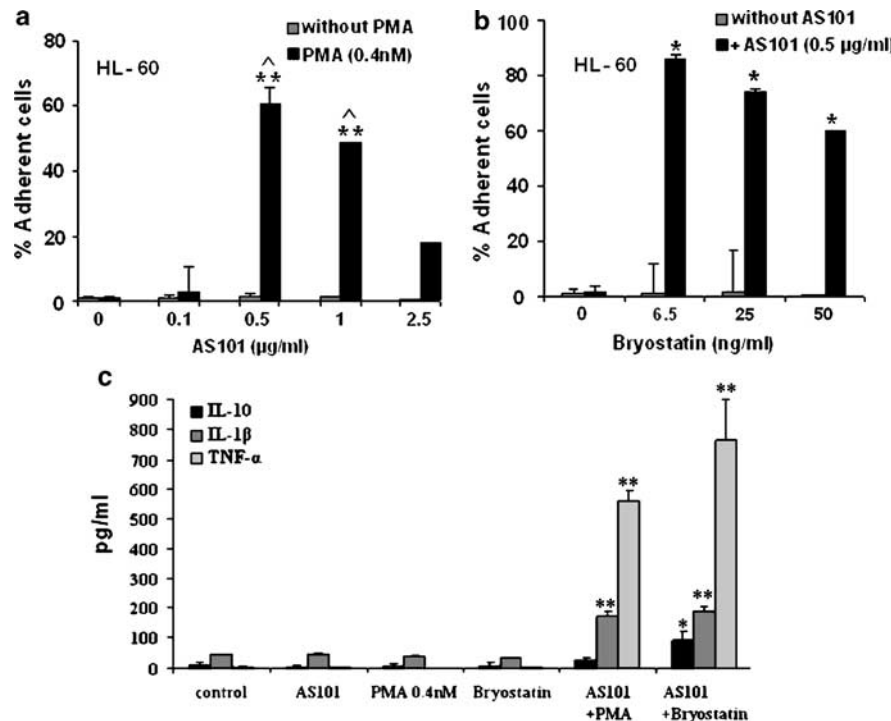 a
without PMA
PMA (0.4nM)
HL-60
% Adherent cells
80
60
40
20
0
^
**
^
**
0 0.1 0.5 1 2.5
AS101 (µg/ml)
b
without AS101
+ AS101 (0.5 µg/ml)
HL-60
% Adherent cells
100
80
60
40
20
0
*
*
*
0 6.5 25 50
Bryostatin (ng/ml)
c
IL-10
IL-1β
TNF-α
pg/ml
900
800
700
600
500
400
300
200
100
0
**
**
*
**
**
control AS101 PMA 0.4nM Bryostatin AS101 +PMA AS101 +Bryostatin